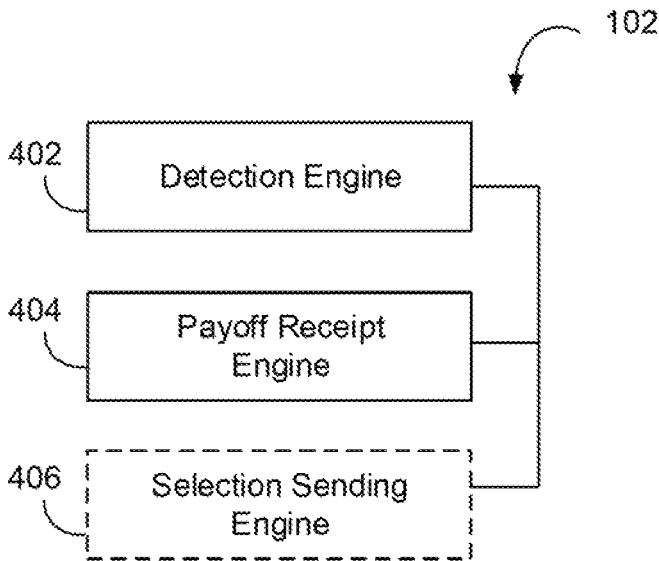 102
402
Detection Engine
404
Payoff Receipt
Engine
406
Selection Sending
Engine